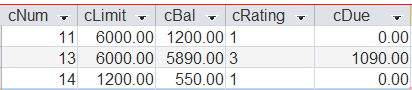 cNum cLimit cBal cRating cDue
11 6000.00 1200.00 1 0.00
13 6000.00 5890.00 3 1090.00
14 1200.00 550.00 1 0.00